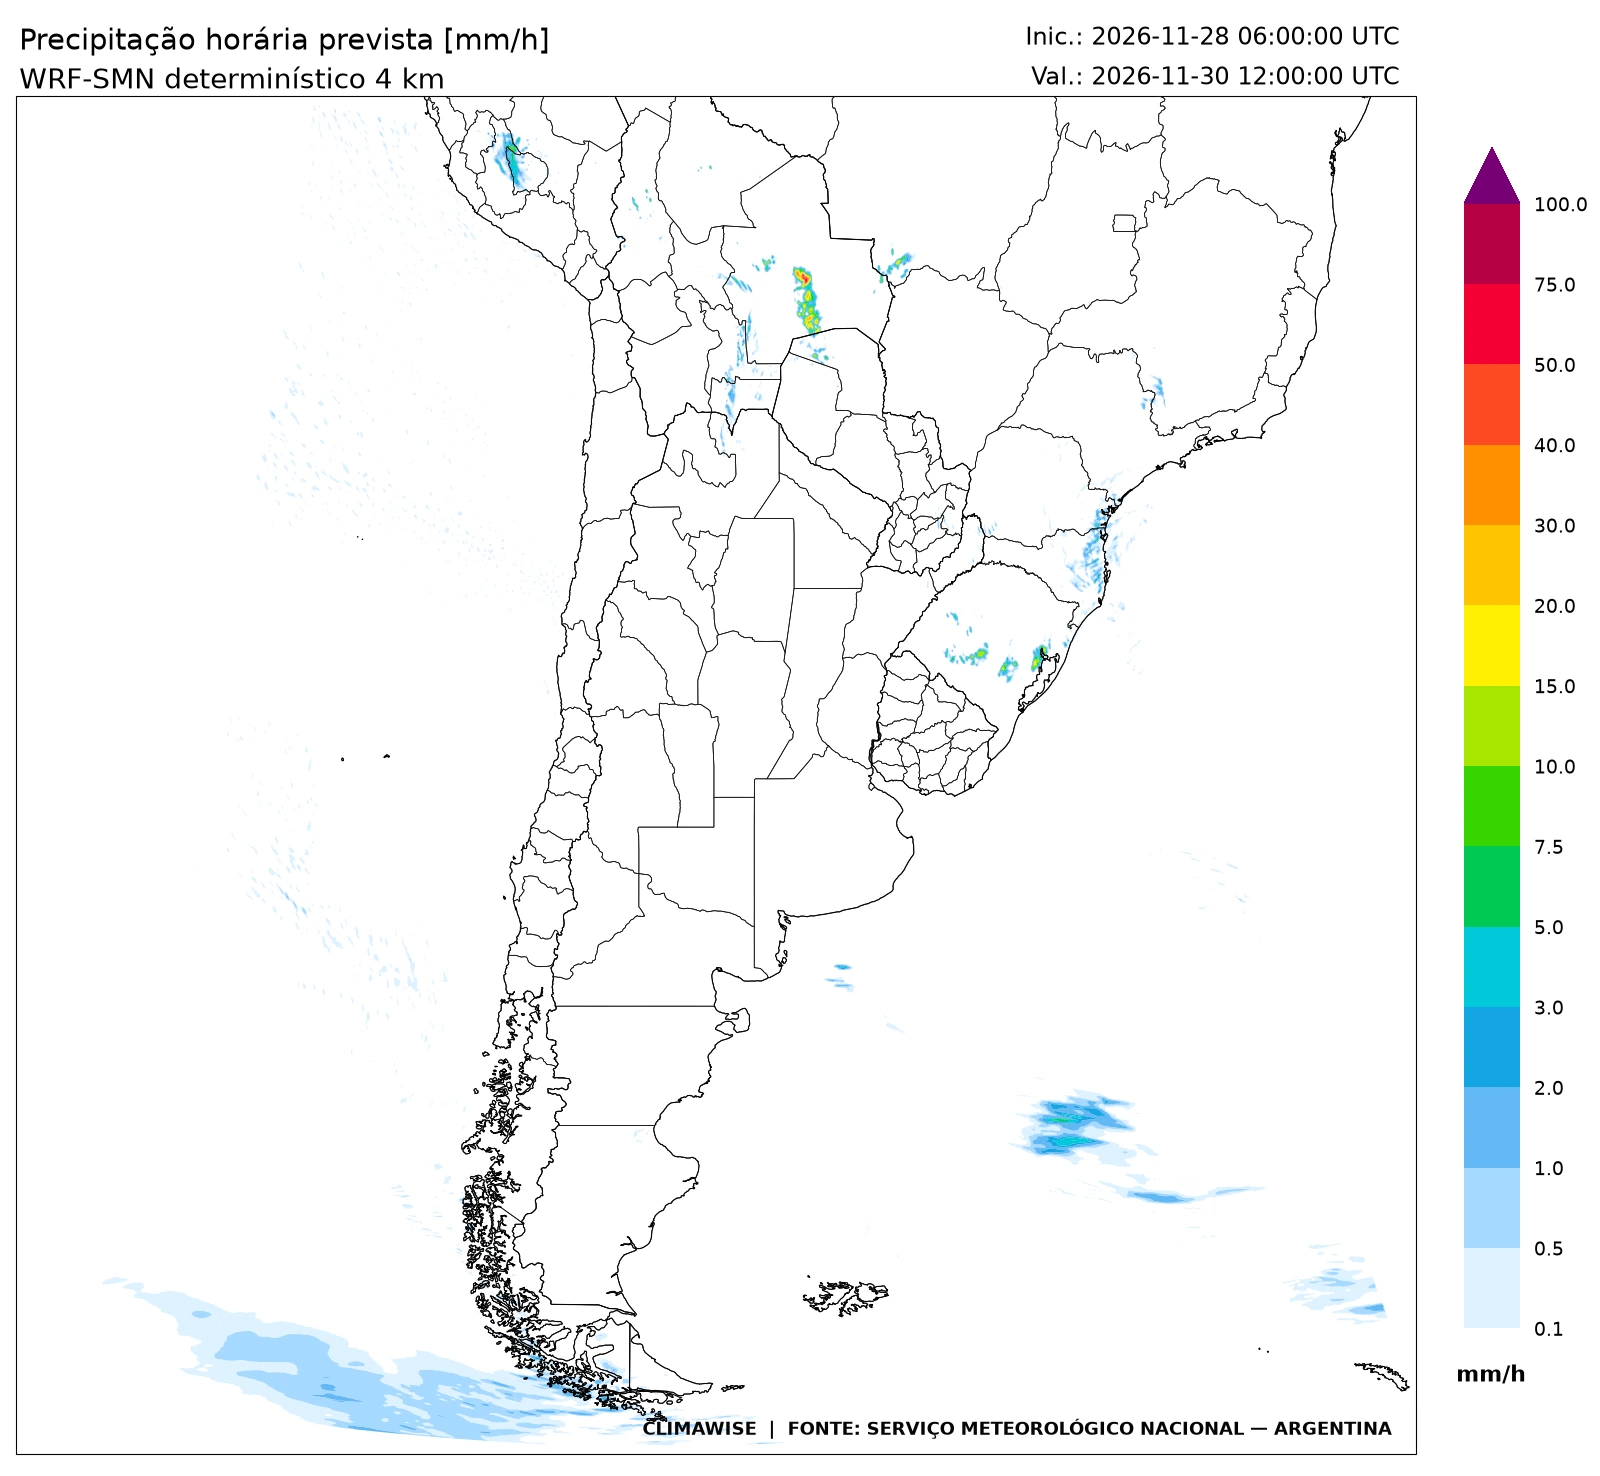 Precipitação horária prevista [mm/h]
WRF-SMN determinístico 4 km
Inic.: 2026-11-28 06:00:00 UTC
Val.: 2026-11-30 12:00:00 UTC
100.0
75.0
50.0
40.0
30.0
20.0
15.0
10.0
7.5
5.0
3.0
2.0
1.0
0.5
0.1
mm/h
CLIMAWISE | FONTE: SERVIÇO METEOROLÓGICO NACIONAL — ARGENTINA